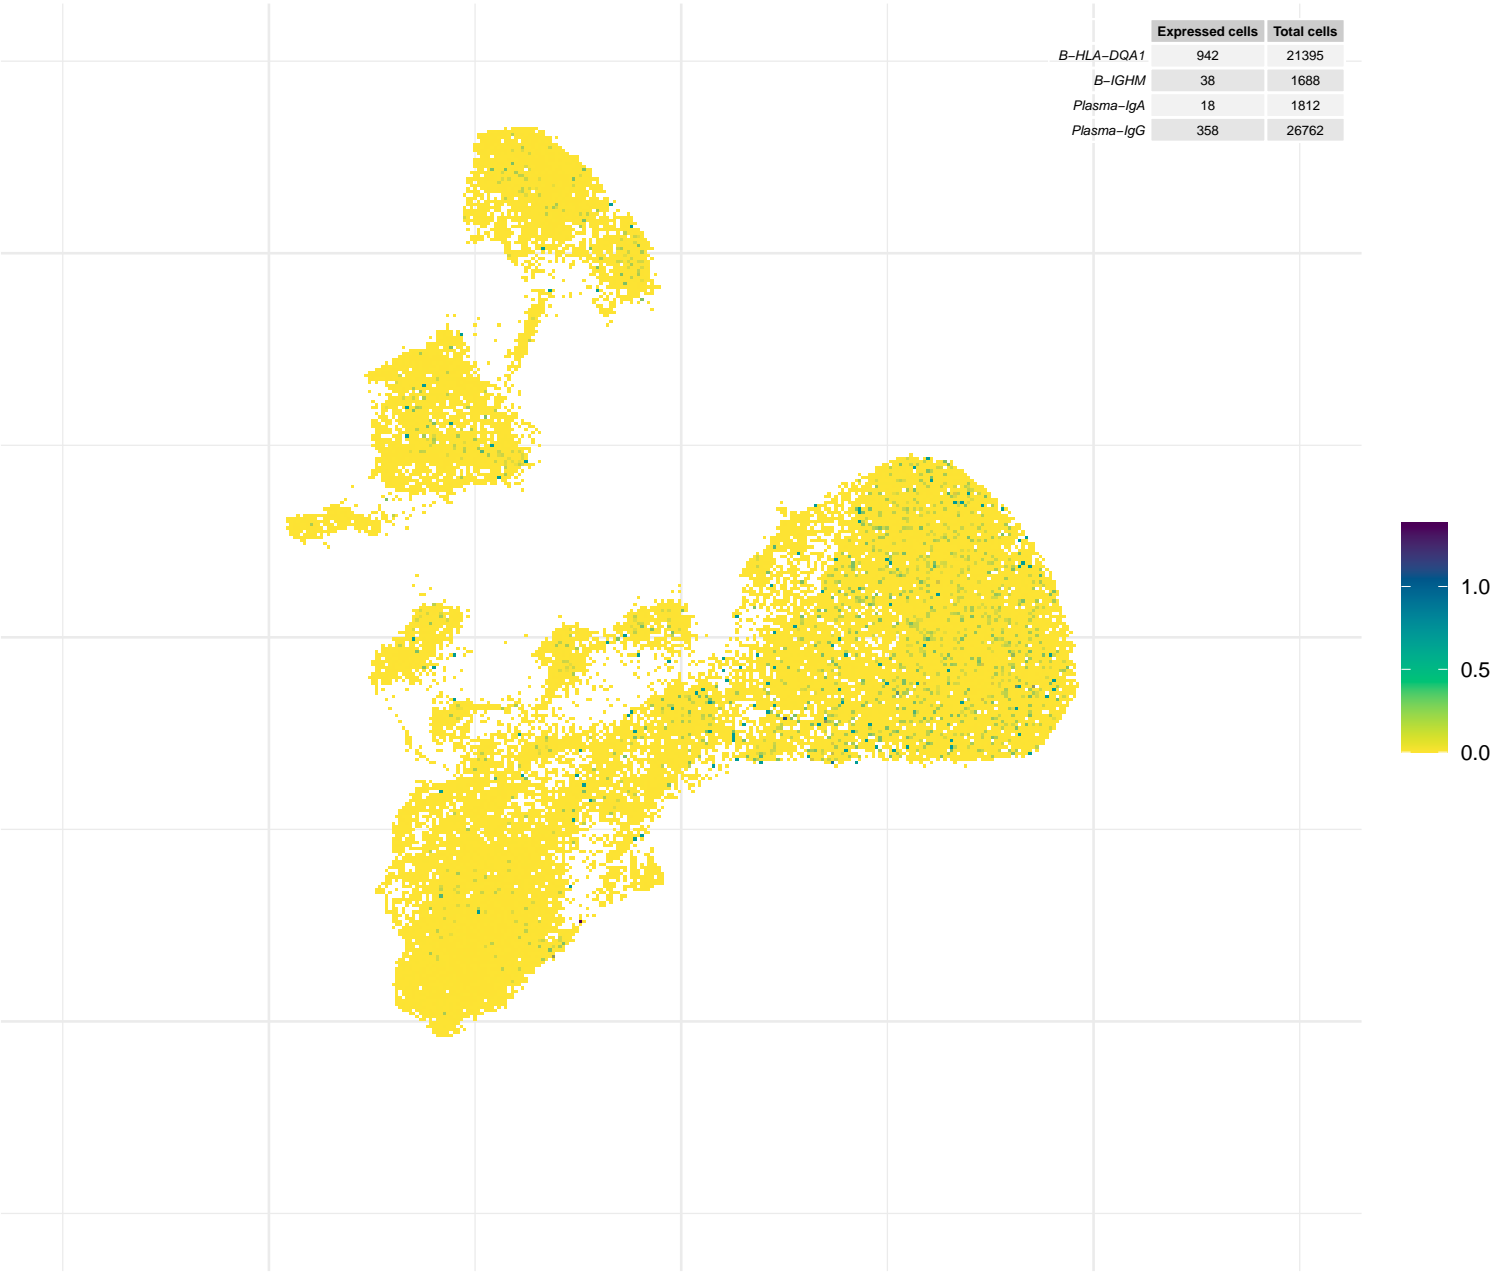 Expressed cells Total cells
B−HLA−DQA1 942 21395
B−IGHM 38 1688
Plasma−IgA 18 1812
Plasma−IgG 358 26762
1.0
0.5
0.0